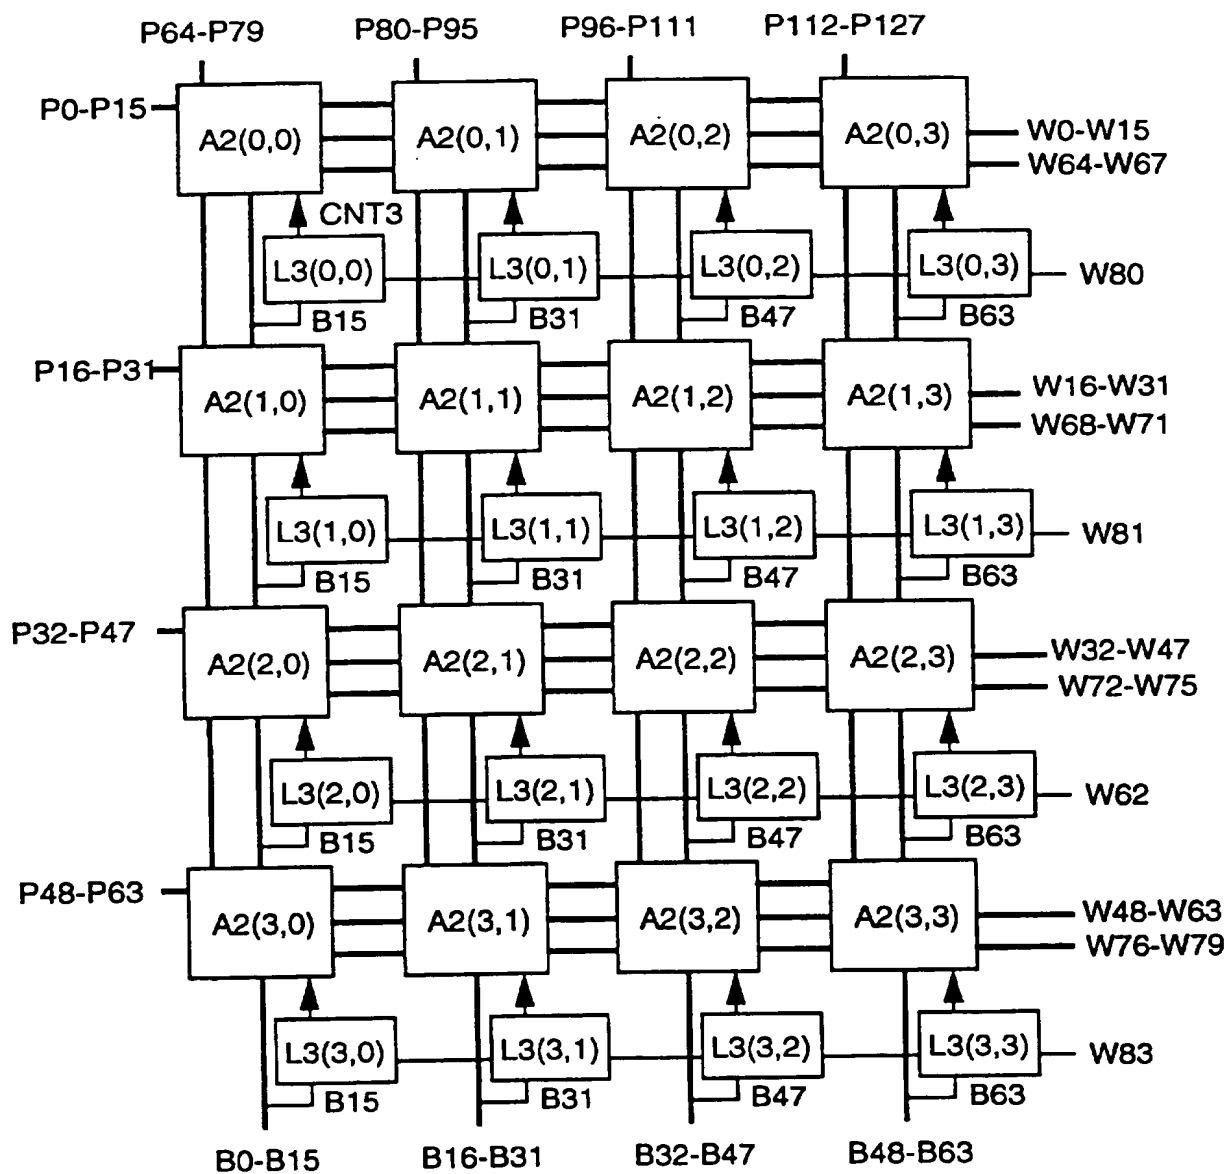 P64-P79 P80-P95 P96-P111 P112-P127
P0-P15 A2(0,0) A2(0,1) A2(0,2) A2(0,3) W0-W15
W64-W67
CNT3
L3(0,0) L3(0,1) L3(0,2) L3(0,3) W80
B15 B31 B47 B63
P16-P31 A2(1,0) A2(1,1) A2(1,2) A2(1,3) W16-W31
W68-W71
L3(1,0) L3(1,1) L3(1,2) L3(1,3) W81
B15 B31 B47 B63
P32-P47 A2(2,0) A2(2,1) A2(2,2) A2(2,3) W32-W47
W72-W75
L3(2,0) L3(2,1) L3(2,2) L3(2,3) W62
B15 B31 B47 B63
P48-P63 A2(3,0) A2(3,1) A2(3,2) A2(3,3) W48-W63
W76-W79
L3(3,0) L3(3,1) L3(3,2) L3(3,3) W83
B15 B31 B47 B63
B0-B15 B16-B31 B32-B47 B48-B63